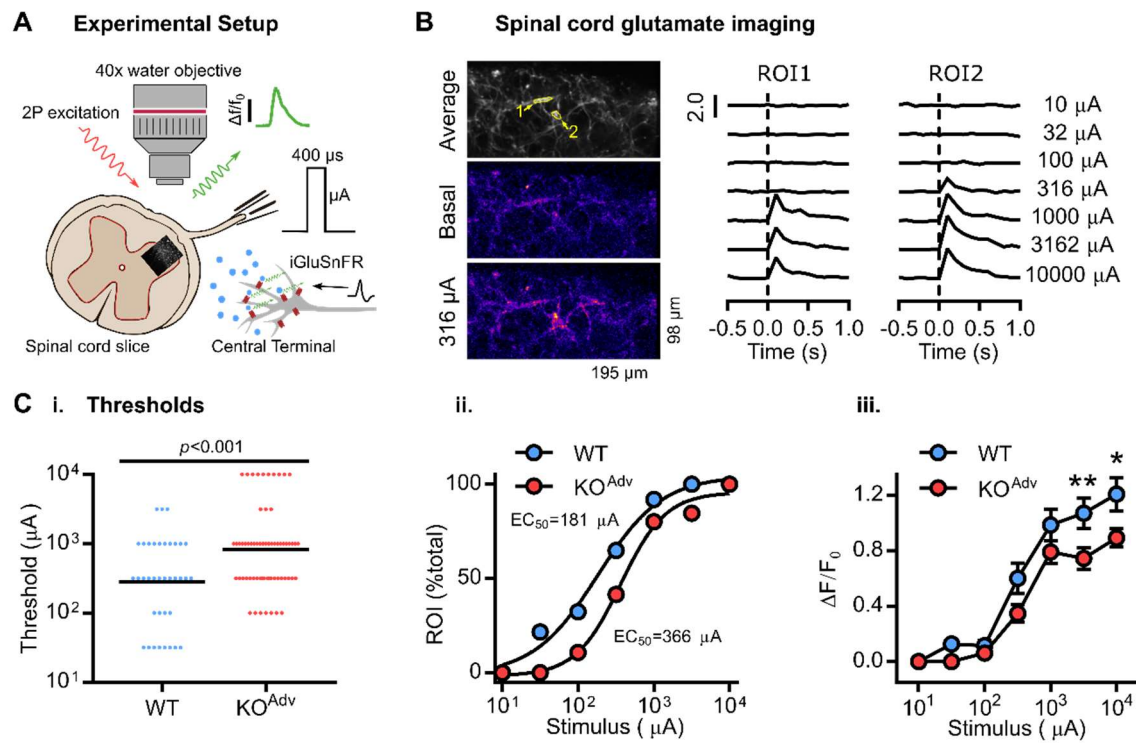 A Experimental Setup
40x water objective
2P excitation
Δf/f0
400 µs
µA
iGluSnFR
Spinal cord slice
Central Terminal
B Spinal cord glutamate imaging
Average
1
2
Basal
316 µA
98 µm
195 µm
ROI1
ROI2
2.0
10 µA
32 µA
100 µA
316 µA
1000 µA
3162 µA
10000 µA
-0.5 0.0 0.5 1.0
Time (s)
-0.5 0.0 0.5 1.0
Time (s)
C i. Thresholds
p<0.001
Threshold (µA)
10⁴
10³
10²
10¹
WT
KO^Adv
ii.
WT
KO^Adv
EC₅₀=181 µA
EC₅₀=366 µA
ROI (%total)
100
50
0
10¹ 10² 10³ 10⁴
Stimulus ( µA)
iii.
WT
KO^Adv
**
*
ΔF/F₀
1.2
0.8
0.4
0.0
10¹ 10² 10³ 10⁴
Stimulus ( µA)